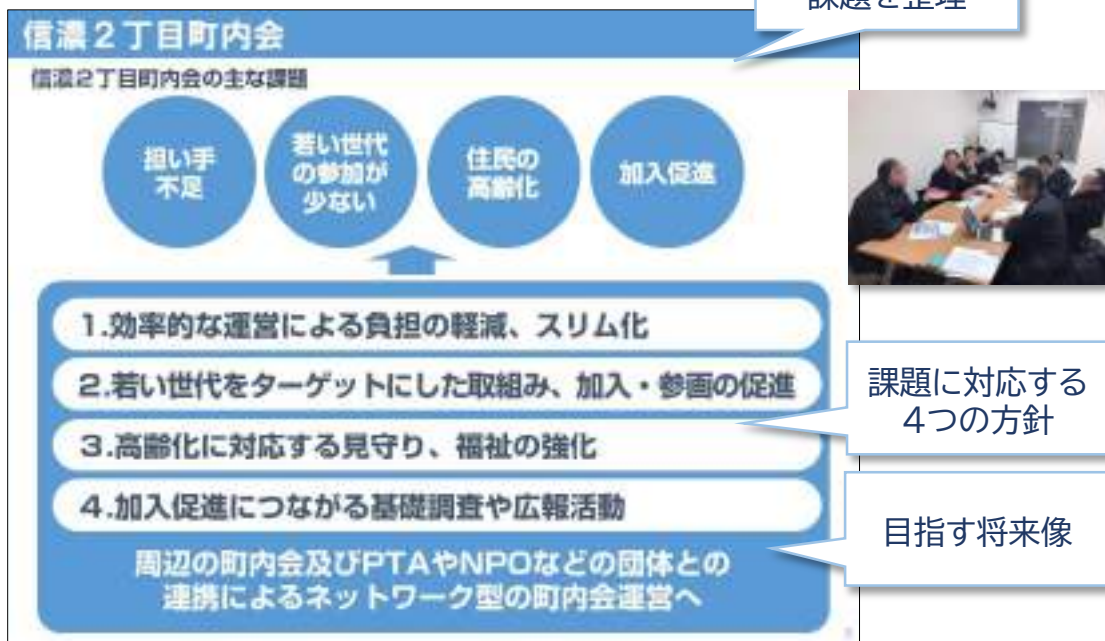 課題を整理
信濃2丁目町内会
信濃2丁目町内会の主な課題
担い手
不足
若い世代
の参加が
少ない
住民の
高齢化
加入促進
1.効率的な運営による負担の軽減、スリム化
2.若い世代をターゲットにした取組み、加入・参画の促進
3.高齢化に対応する見守り、福祉の強化
4.加入促進につながる基礎調査や広報活動
周辺の町内会及びPTAやNPOなどの団体との
連携によるネットワーク型の町内会運営へ
課題に対応する
4つの方針
目指す将来像